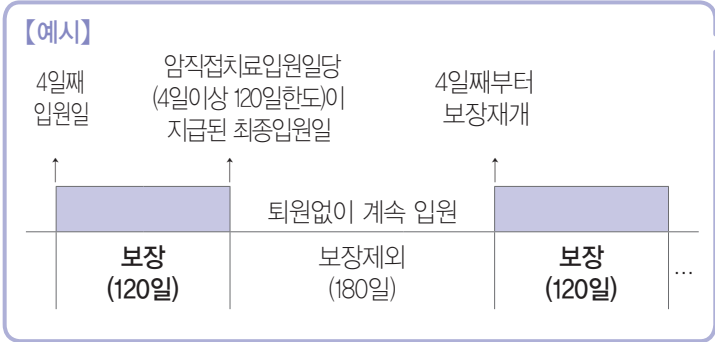 【예시】
4일째
입원일
암직접치료입원일당
(4일이상 120일한도)이
지급된 최종입원일
4일째부터
보장재개
↑
↑
↑
퇴원없이 계속 입원
보장
(120일)
보장제외
(180일)
보장
(120일)
…